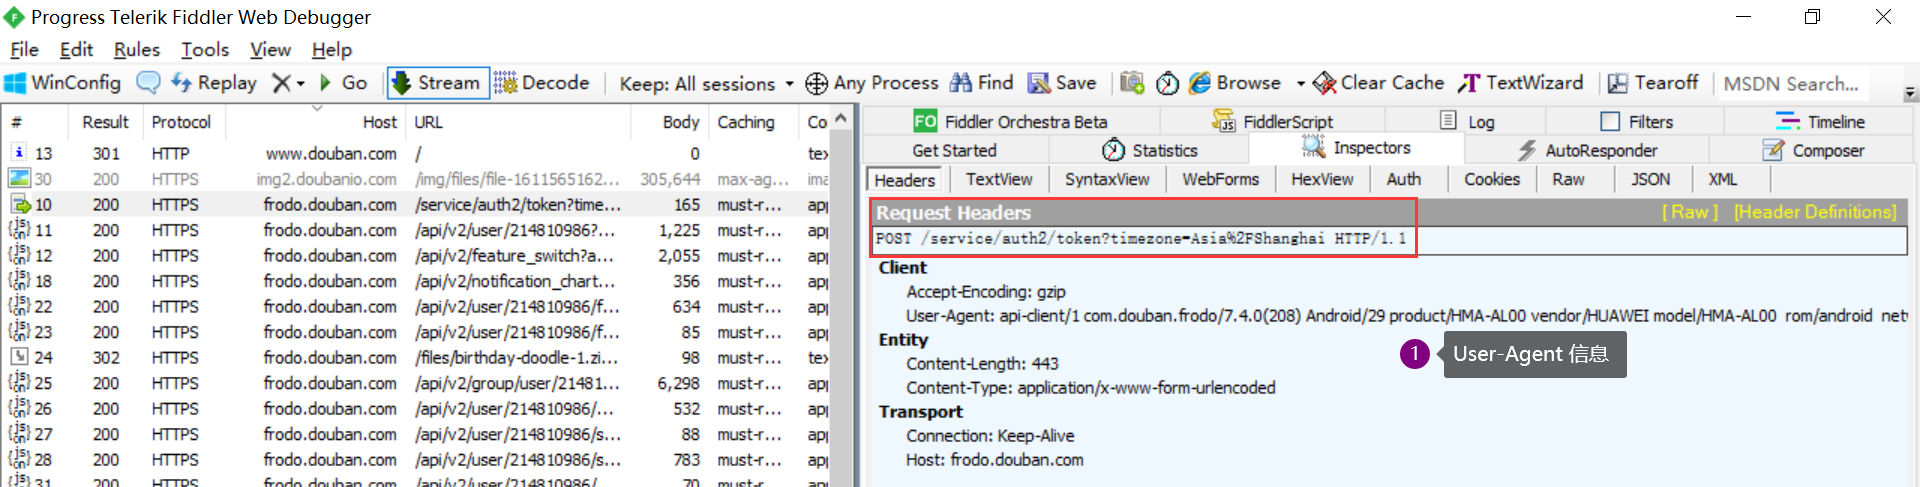 Progress Telerik Fiddler Web Debugger
File Edit Rules Tools View Help
WinConfig Replay Go Stream Decode Keep: All sessions Any Process Find Save Browse Clear Cache TextWizard Tearoff MSDN Search...
# Result Protocol Host URL Body Caching Co
13 301 HTTP www.douban.com / 0 tex
30 200 HTTPS img2.doubanio.com /img/files/file-1611565162... 305,644 max-ag... ima
10 200 HTTPS frodo.douban.com /service/auth2/token?time... 165 must-r... app
11 200 HTTPS frodo.douban.com /api/v2/user/214810986?... 1,225 must-r... app
12 200 HTTPS frodo.douban.com /api/v2/feature_switch?a... 2,055 must-r... app
18 200 HTTPS frodo.douban.com /api/v2/notification_chart... 356 must-r... app
22 200 HTTPS frodo.douban.com /api/v2/user/214810986/f... 634 must-r... app
23 200 HTTPS frodo.douban.com /api/v2/user/214810986/f... 85 must-r... app
24 302 HTTPS frodo.douban.com /files/birthday-doodle-1.zi... 98 must-r... tex
25 200 HTTPS frodo.douban.com /api/v2/group/user/21481... 6,298 must-r... app
26 200 HTTPS frodo.douban.com /api/v2/user/214810986/... 532 must-r... app
27 200 HTTPS frodo.douban.com /api/v2/user/214810986/s... 88 must-r... app
28 200 HTTPS frodo.douban.com /api/v2/user/214810986/s... 783 must-r... app
31 200 HTTPS frodo.douban.com /api/v2/user/214810986/ 70 must-r
FO Fiddler Orchestra Beta FiddlerScript Log Filters Timeline
Get Started Statistics Inspectors AutoResponder Composer
Headers TextView SyntaxView WebForms HexView Auth Cookies Raw JSON XML
Request Headers [ Raw ] [Header Definitions]
POST /service/auth2/token?timezone=Asia%2FShanghai HTTP/1.1
Client
Accept-Encoding: gzip
User-Agent: api-client/1 com.douban.frodo/7.4.0(208) Android/29 product/HMA-AL00 vendor/HUAWEI model/HMA-AL00 rom/android net
Entity
1 User-Agent 信息
Content-Length: 443
Content-Type: application/x-www-form-urlencoded
Transport
Connection: Keep-Alive
Host: frodo.douban.com